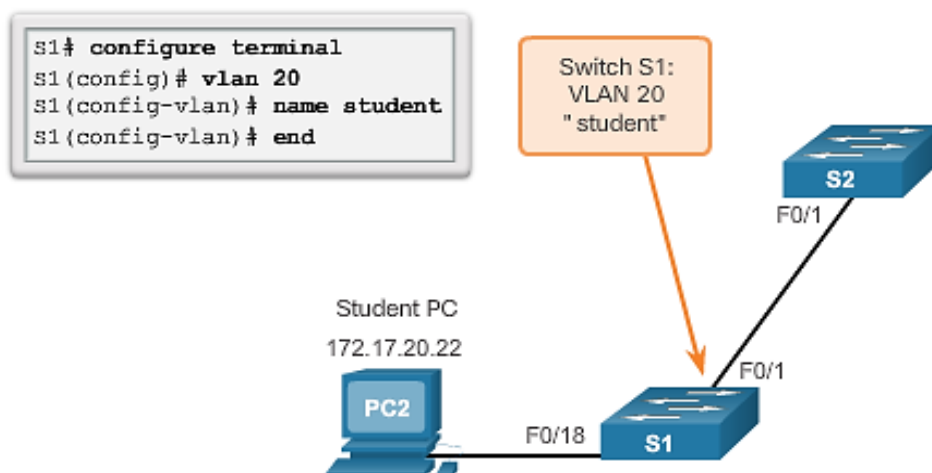 S1# configure terminal
S1(config)# vlan 20
S1(config-vlan)# name student
S1(config-vlan)# end
Switch S1:
VLAN 20
" student"
S2
F0/1
Student PC
172.17.20.22
F0/1
PC2
F0/18
S1